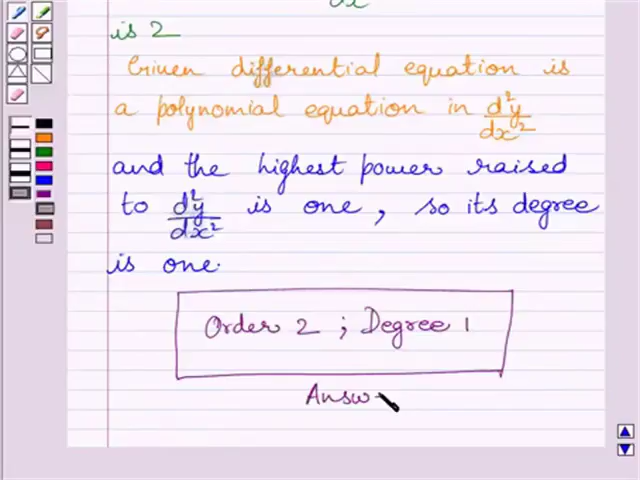 dx
is 2
Given differential equation is
a polynomial equation in d²y/dx²
and the highest power raised
to d²y/dx² is one, so its degree
is one.
Order 2 ; Degree 1
Answ